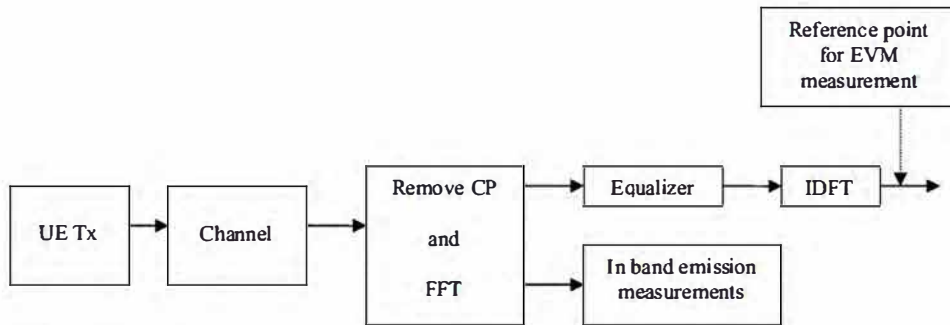 Reference point
for EVM
measurement
Remove CP
and
FFT
Equalizer
IDFT
UE Tx
Channel
In band emission
measurements